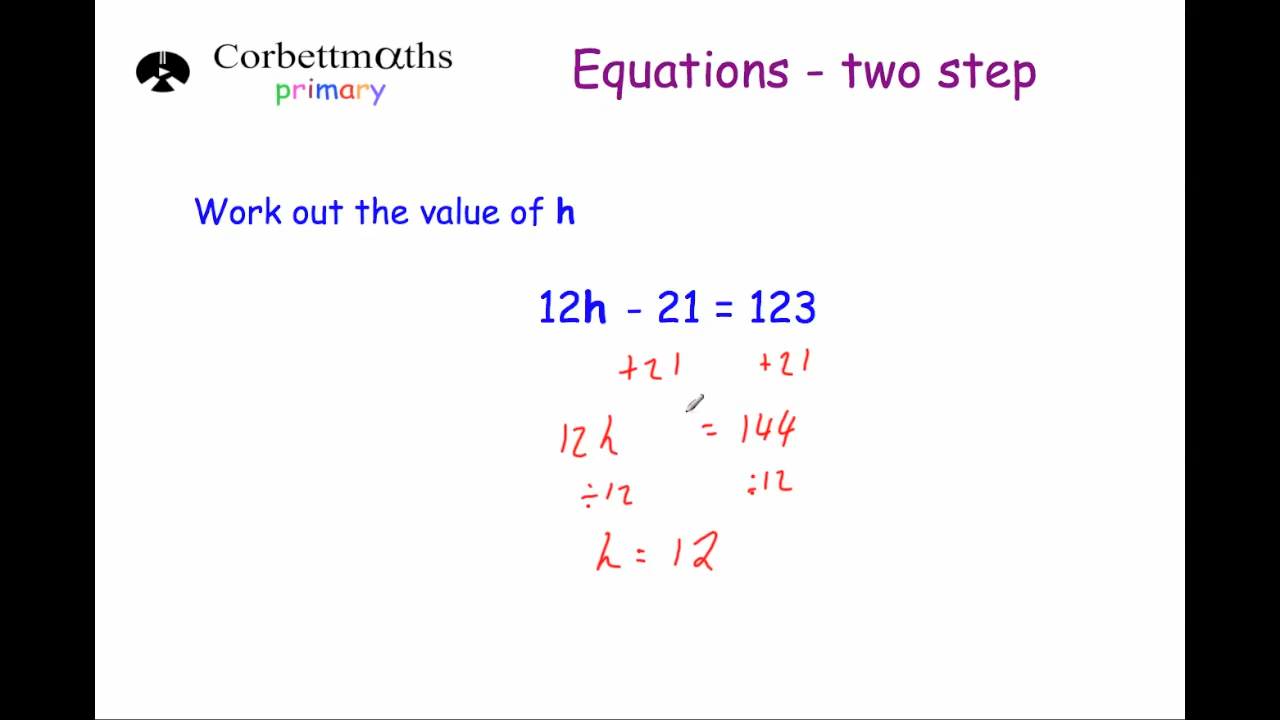 Corbettmαths
primary
Equations - two step
Work out the value of h
12h - 21 = 123
+21 +21
12h = 144
÷12 ÷12
h = 12